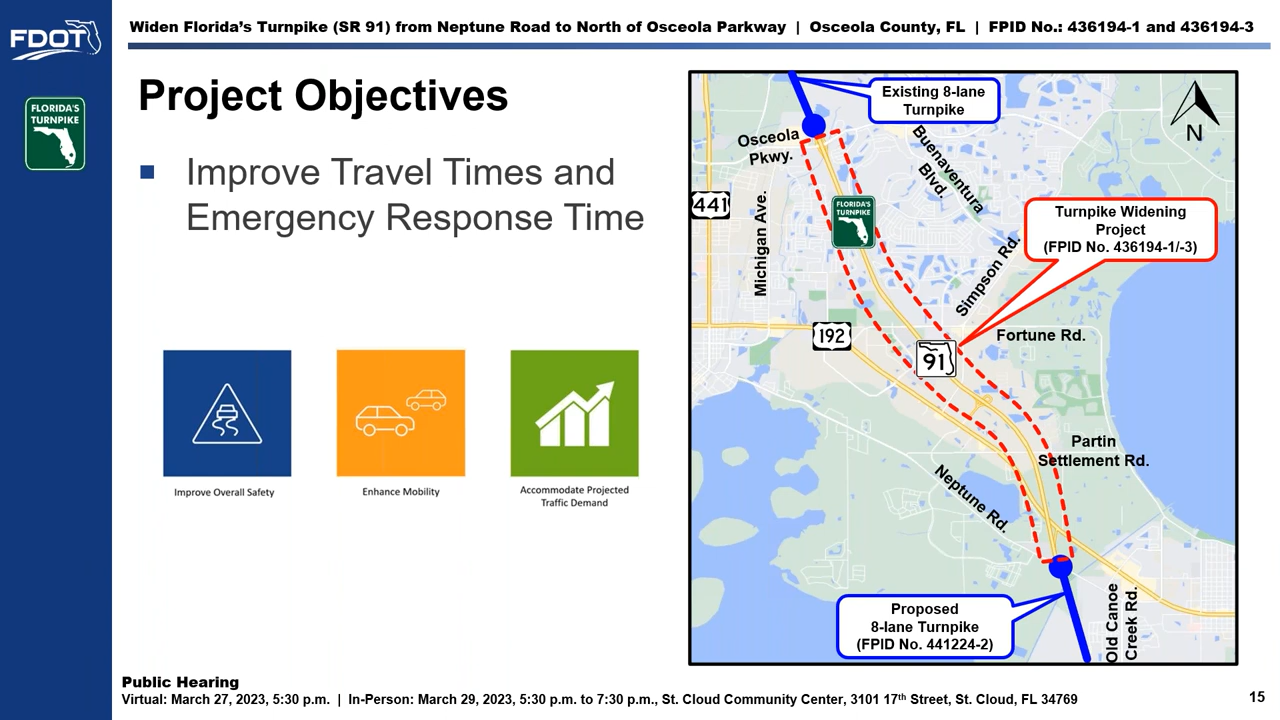 FDOT
Widen Florida’s Turnpike (SR 91) from Neptune Road to North of Osceola Parkway | Osceola County, FL | FPID No.: 436194-1 and 436194-3
FLORIDA'S
TURNPIKE
Project Objectives
Improve Travel Times and
Emergency Response Time
Improve Overall Safety
Enhance Mobility
Accommodate Projected
Traffic Demand
Existing 8-lane
Turnpike
N
Osceola
Pkwy.
Buenaventura
Blvd.
441
Michigan Ave.
FLORIDA'S
TURNPIKE
Turnpike Widening
Project
(FPID No. 436194-1/-3)
Simpson Rd.
192
Fortune Rd.
91
Partin
Settlement Rd.
Neptune Rd.
Proposed
8-lane Turnpike
(FPID No. 441224-2)
Old Canoe
Creek Rd.
Public Hearing
Virtual: March 27, 2023, 5:30 p.m. | In-Person: March 29, 2023, 5:30 p.m. to 7:30 p.m., St. Cloud Community Center, 3101 17th Street, St. Cloud, FL 34769
15